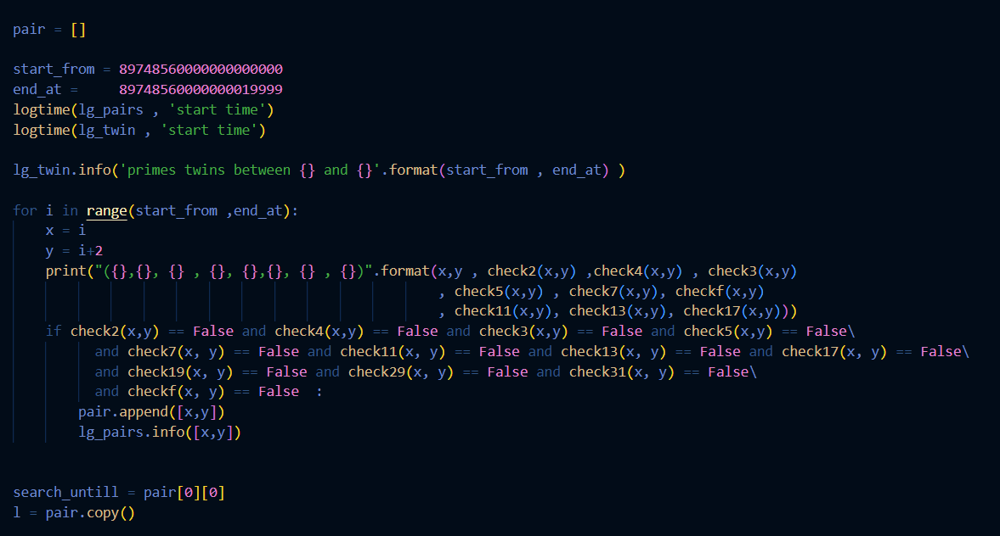 pair = []
start_from = 89748560000000000000
end_at =     89748560000000019999
logtime(lg_pairs , 'start time')
logtime(lg_twin , 'start time')
lg_twin.info('primes twins between {} and {}'.format(start_from , end_at) )
for i in range(start_from ,end_at):
    x = i
    y = i+2
    print("({},{}, {} , {}, {},{}, {} , {})".format(x,y , check2(x,y) ,check4(x,y) , check3(x,y)
                                                    , check5(x,y) , check7(x,y), checkf(x,y)
                                                    , check11(x,y), check13(x,y), check17(x,y)))
    if check2(x,y) == False and check4(x,y) == False and check3(x,y) == False and check5(x,y) == False\
          and check7(x, y) == False and check11(x, y) == False and check13(x, y) == False and check17(x, y) == False\
          and check19(x, y) == False and check29(x, y) == False and check31(x, y) == False\
          and checkf(x, y) == False  :
        pair.append([x,y])
        lg_pairs.info([x,y])
search_untill = pair[0][0]
l = pair.copy()